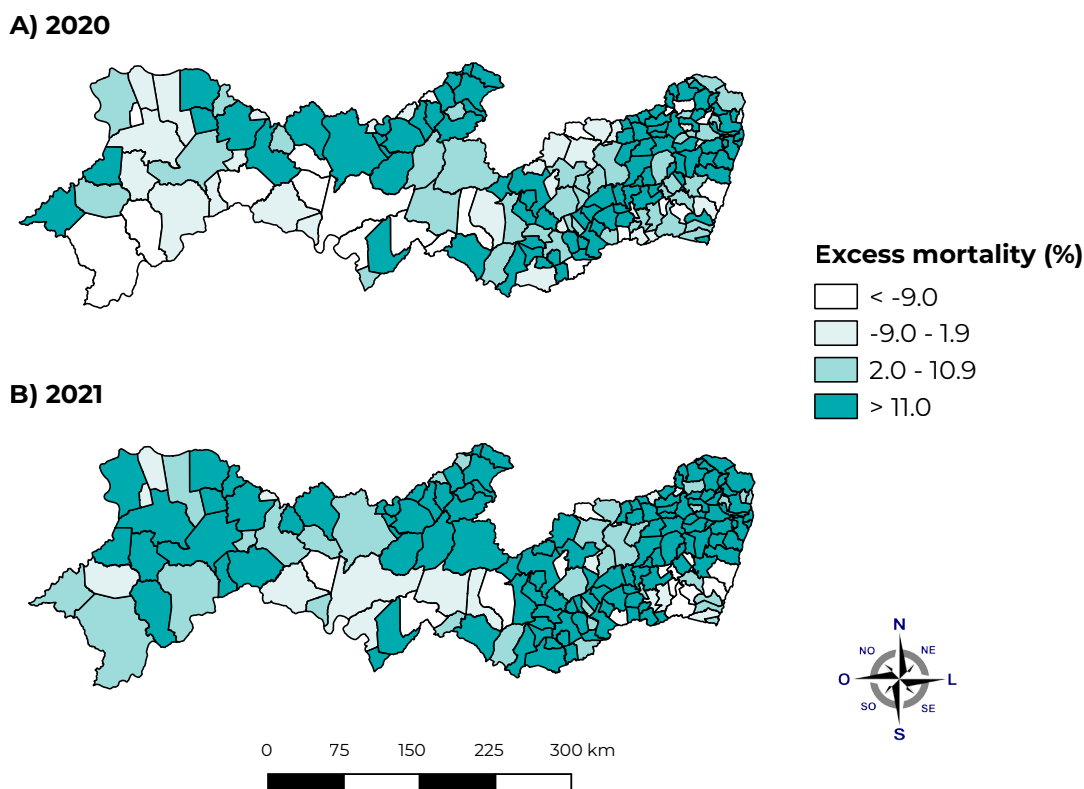 A) 2020
Excess mortality (%)
< -9.0
-9.0 - 1.9
2.0 - 10.9
> 11.0
B) 2021
N
NO NE
O L
SO SE
S
0 75 150 225 300 km